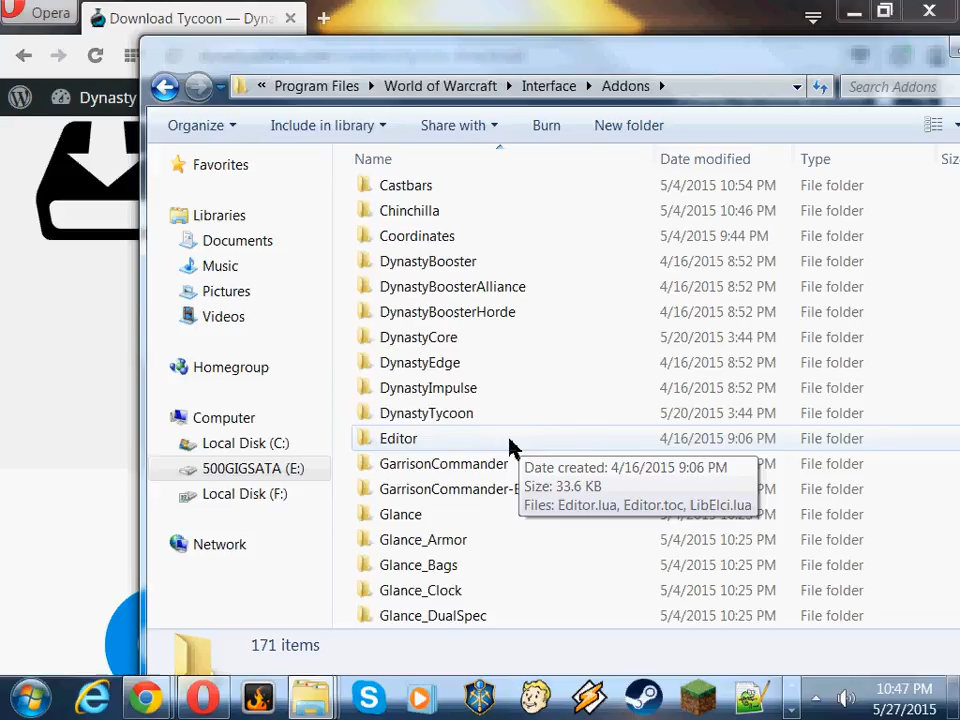 Opera
Download Tycoon — Dyna
Dynasty
« Program Files World of Warcraft Interface Addons
Search Addons
Organize Include in library Share with Burn New folder
Name Date modified Type Siz
Favorites
Libraries
Documents
Music
Pictures
Videos
Homegroup
Computer
Local Disk (C:)
500GIGSATA (E:)
Local Disk (F:)
Network
Castbars 5/4/2015 10:54 PM File folder
Chinchilla 5/4/2015 10:46 PM File folder
Coordinates 5/4/2015 9:44 PM File folder
DynastyBooster 4/16/2015 8:52 PM File folder
DynastyBoosterAlliance 4/16/2015 8:52 PM File folder
DynastyBoosterHorde 4/16/2015 8:52 PM File folder
DynastyCore 5/20/2015 3:44 PM File folder
DynastyEdge 4/16/2015 8:52 PM File folder
DynastyImpulse 4/16/2015 8:52 PM File folder
DynastyTycoon 5/20/2015 3:44 PM File folder
Editor 4/16/2015 9:06 PM File folder
GarrisonCommander File folder
GarrisonCommander-B File folder
Glance File folder
Date created: 4/16/2015 9:06 PM
Size: 33.6 KB
Files: Editor.lua, Editor.toc, LibElci.lua
Glance_Armor 5/4/2015 10:25 PM File folder
Glance_Bags 5/4/2015 10:25 PM File folder
Glance_Clock 5/4/2015 10:25 PM File folder
Glance_DualSpec 5/4/2015 10:25 PM File folder
171 items
10:47 PM
5/27/2015